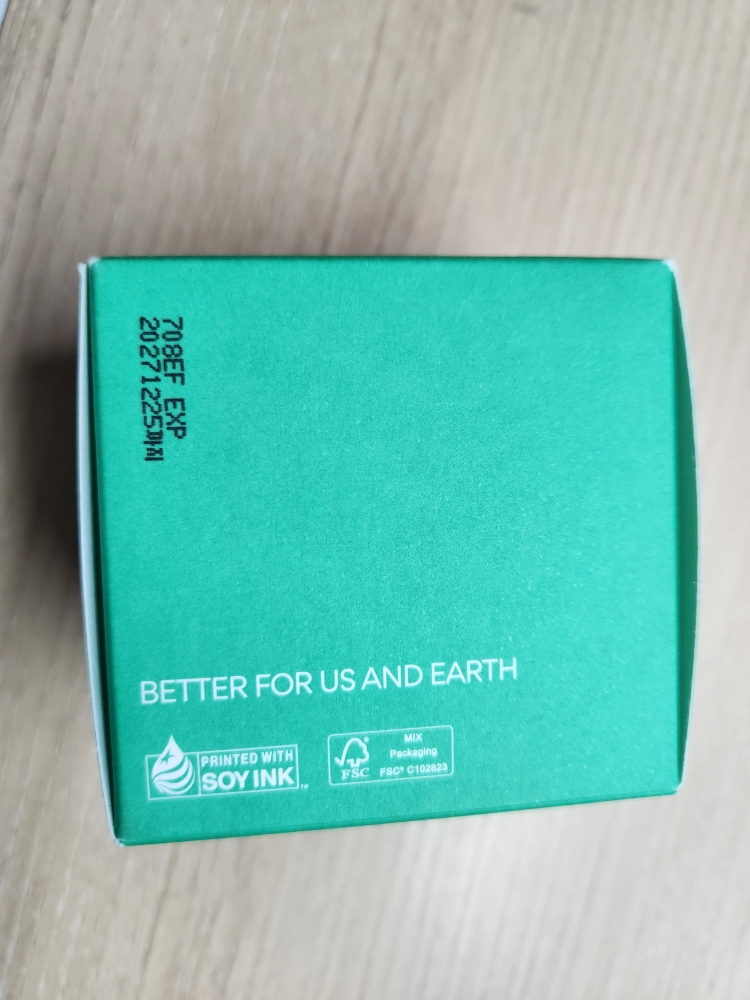 708EF EXP
20271225까지
BETTER FOR US AND EARTH
PRINTED WITH
SOY INK™
FSC
MIX
Packaging
FSC® C102823